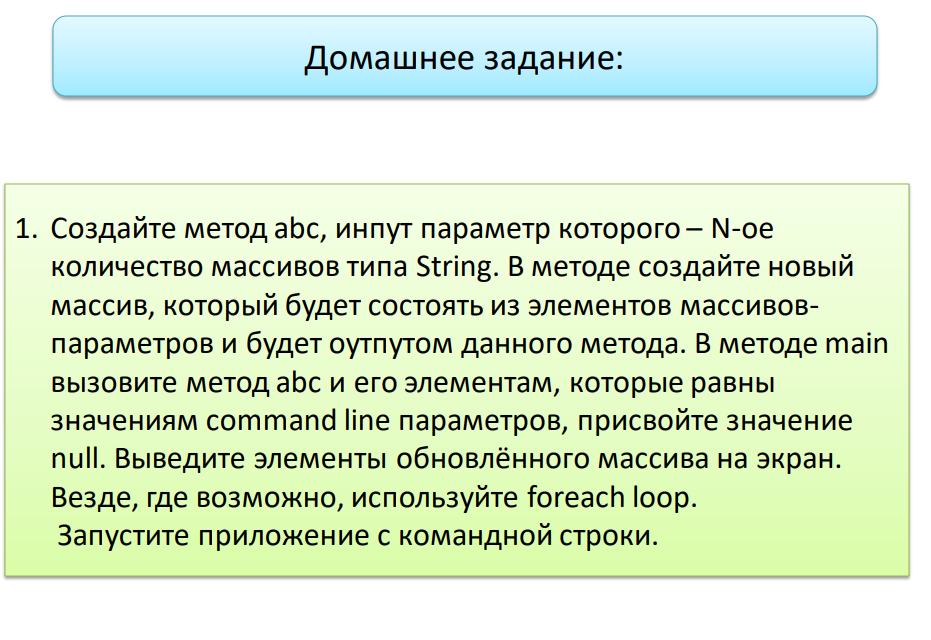 Домашнее задание:
1. Создайте метод abc, инпут параметр которого – N-ое
количество массивов типа String. В методе создайте новый
массив, который будет состоять из элементов массивов-
параметров и будет оутпутом данного метода. В методе main
вызовите метод abc и его элементам, которые равны
значениям command line параметров, присвойте значение
null. Выведите элементы обновлённого массива на экран.
Везде, где возможно, используйте foreach loop.
Запустите приложение с командной строки.